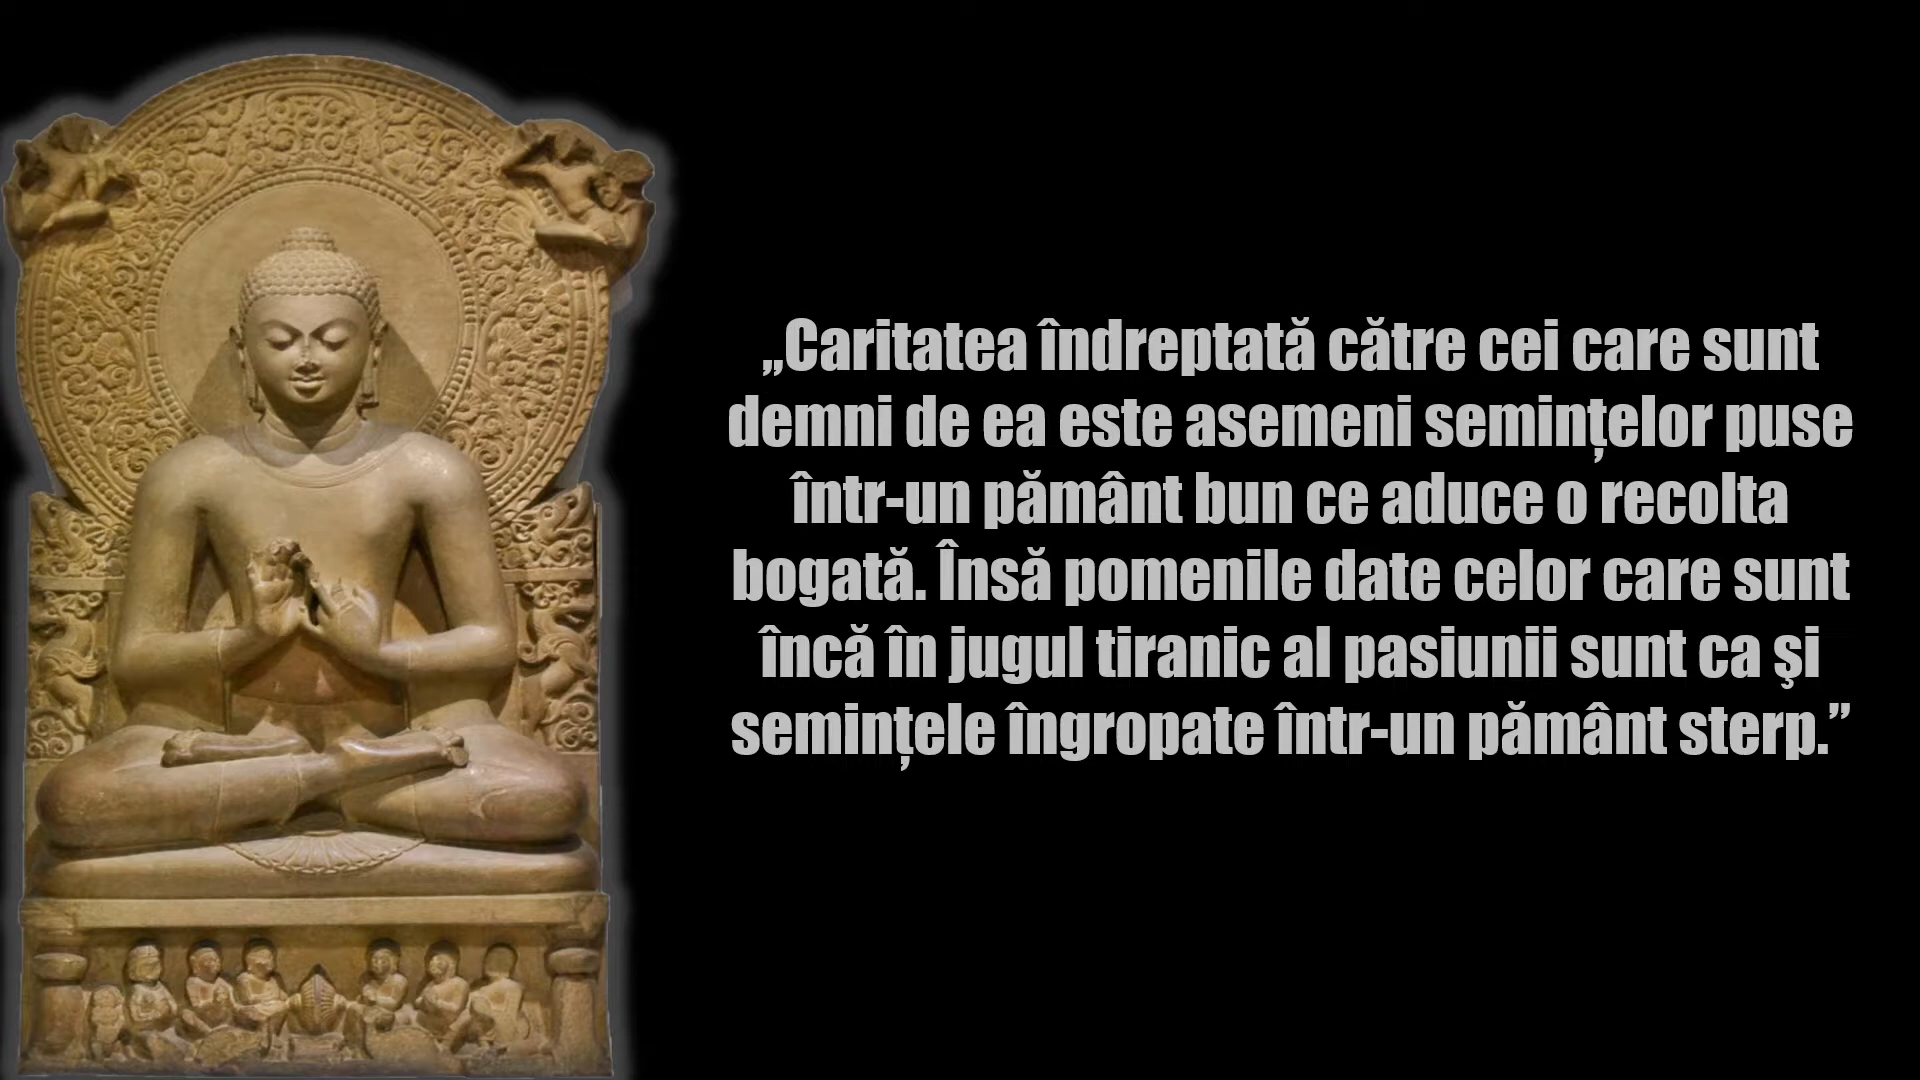 „Caritatea îndreptată către cei care sunt
demni de ea este asemeni seminţelor puse
într-un pământ bun ce aduce o recolta
bogată. Însă pomenile date celor care sunt
încă în jugul tiranic al pasiunii sunt ca şi
seminţele îngropate într-un pământ sterp.”